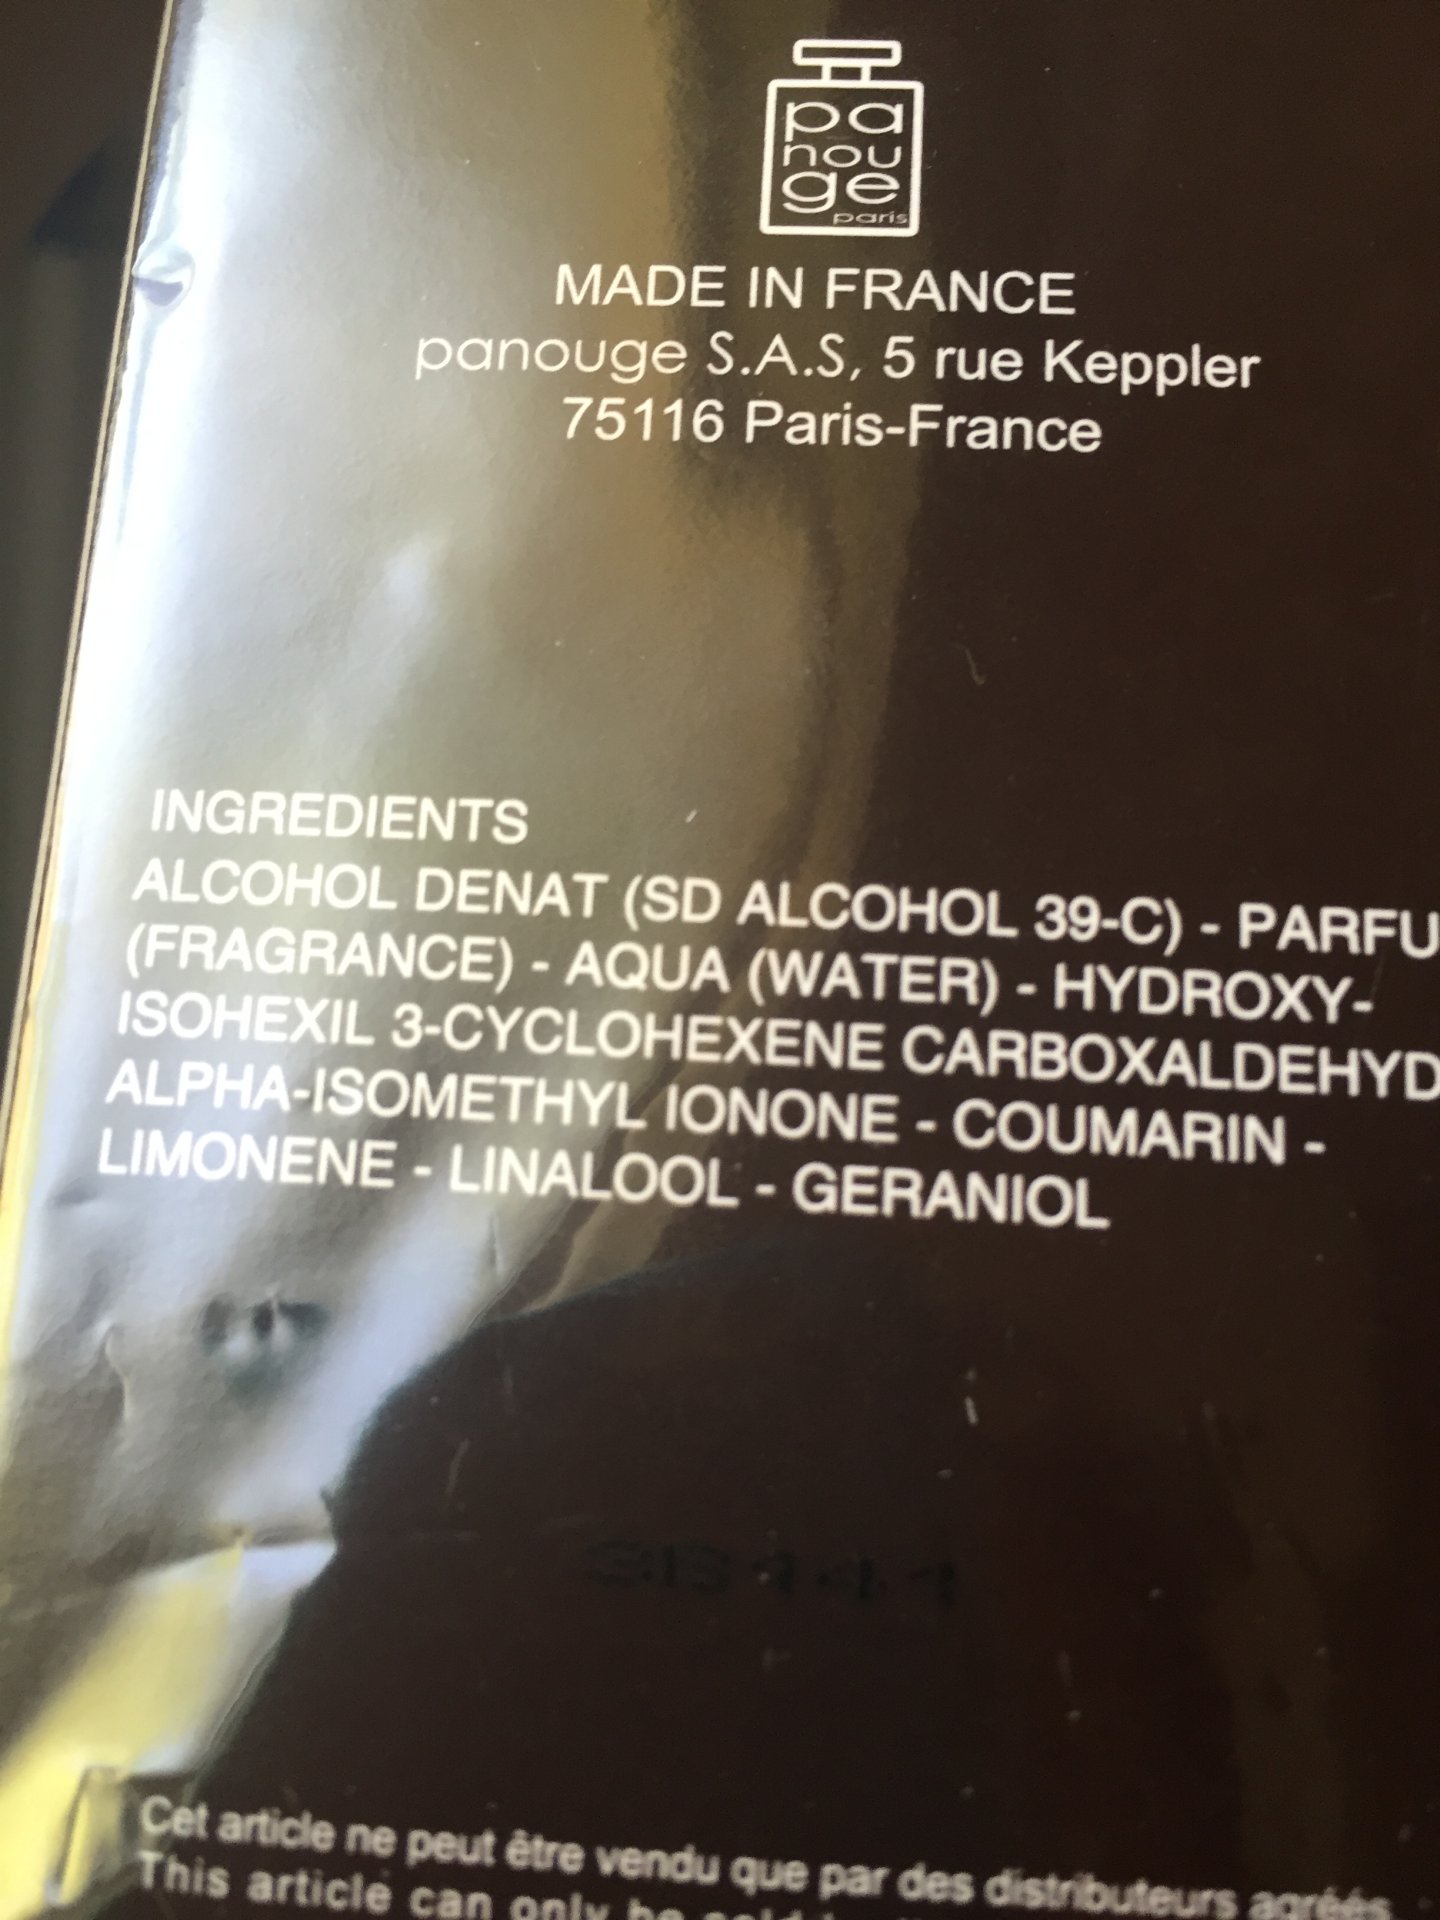 pa
nou
ge
paris
MADE IN FRANCE
panouge S.A.S, 5 rue Keppler
75116 Paris-France
INGREDIENTS
ALCOHOL DENAT (SD ALCOHOL 39-C) - PARFU
(FRAGRANCE) - AQUA (WATER) - HYDROXY-
ISOHEXIL 3-CYCLOHEXENE CARBOXALDEHYD
ALPHA-ISOMETHYL IONONE - COUMARIN -
LIMONENE - LINALOOL - GERANIOL
Cet article ne peut être vendu que par des distributeurs agréés
This article can only be sold